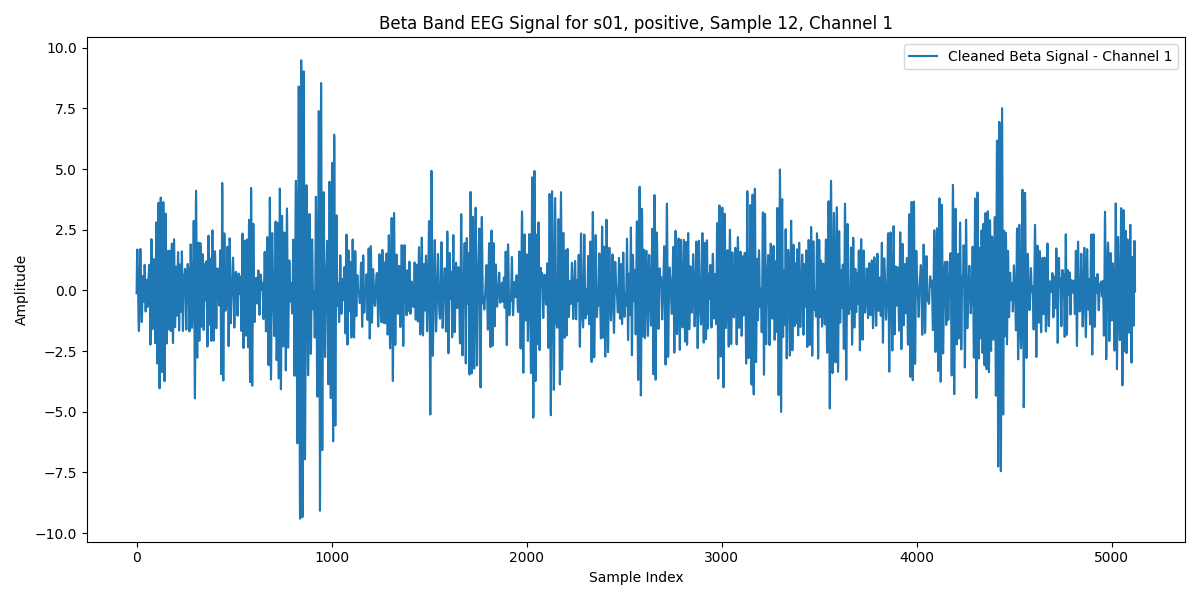 Beta Band EEG Signal for s01, positive, Sample 12, Channel 1
Cleaned Beta Signal - Channel 1
10.0
7.5
5.0
2.5
0.0
−2.5
−5.0
−7.5
−10.0
Amplitude
0 1000 2000 3000 4000 5000
Sample Index